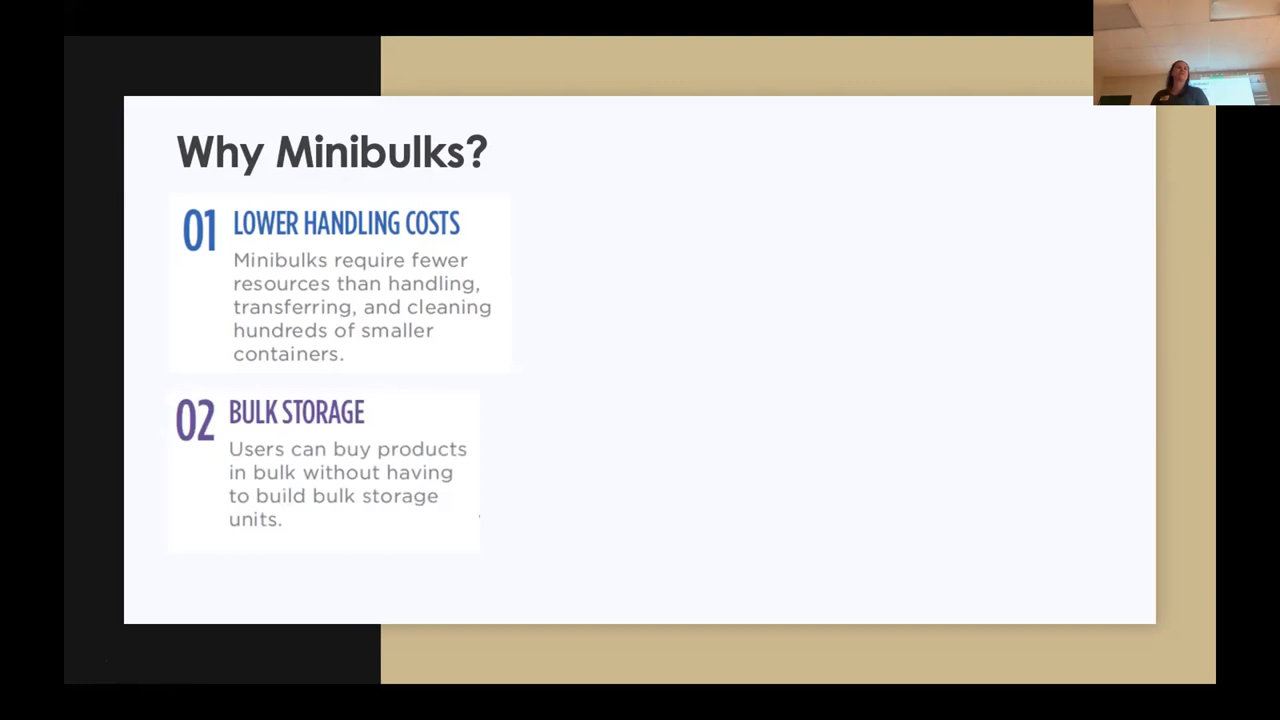 Why Minibulks?
01 LOWER HANDLING COSTS
Minibulks require fewer
resources than handling,
transferring, and cleaning
hundreds of smaller
containers.
02 BULK STORAGE
Users can buy products
in bulk without having
to build bulk storage
units.